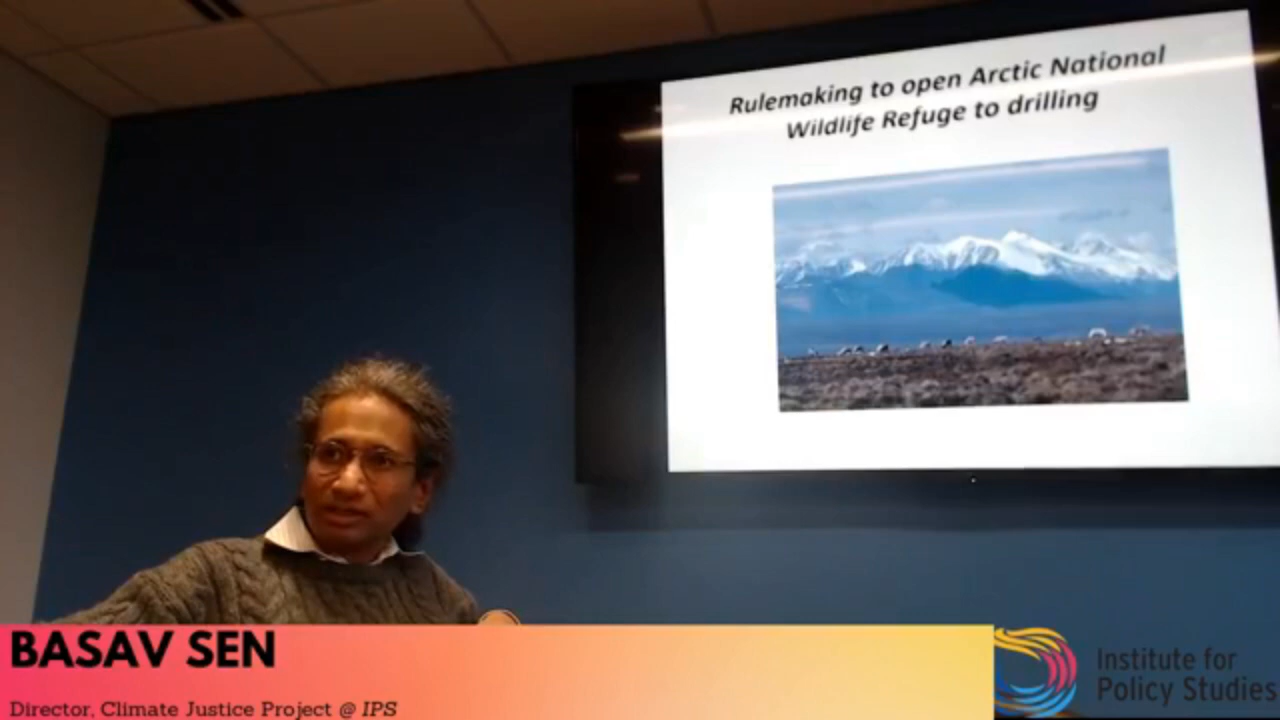 Rulemaking to open Arctic National
Wildlife Refuge to drilling
BASAV SEN
Director, Climate Justice Project @ IPS
Institute for
Policy Studies